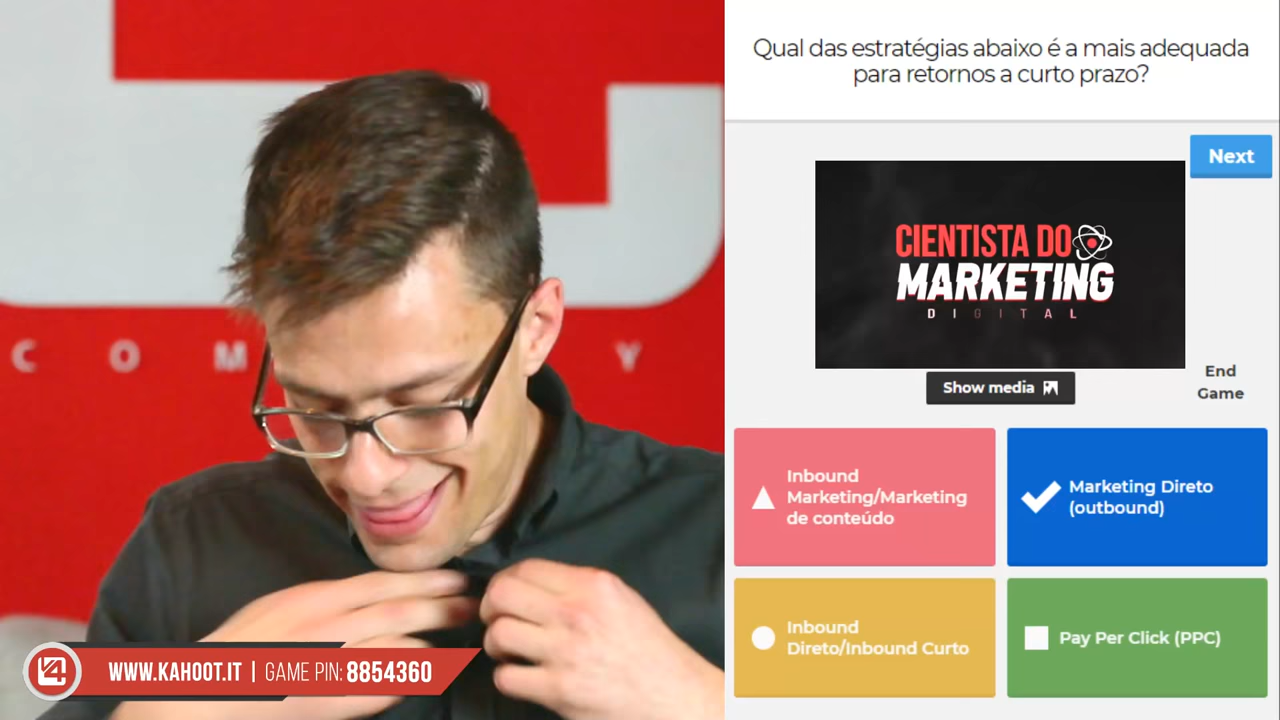 Qual das estratégias abaixo é a mais adequada
para retornos a curto prazo?
Next
CIENTISTA DO
MARKETING
DIGITAL
Show media
End
Game
Inbound
Marketing/Marketing
de conteúdo
Marketing Direto
(outbound)
Inbound
Direto/Inbound Curto
Pay Per Click (PPC)
COM Y
V4
WWW.KAHOOT.IT | GAME PIN: 8854360